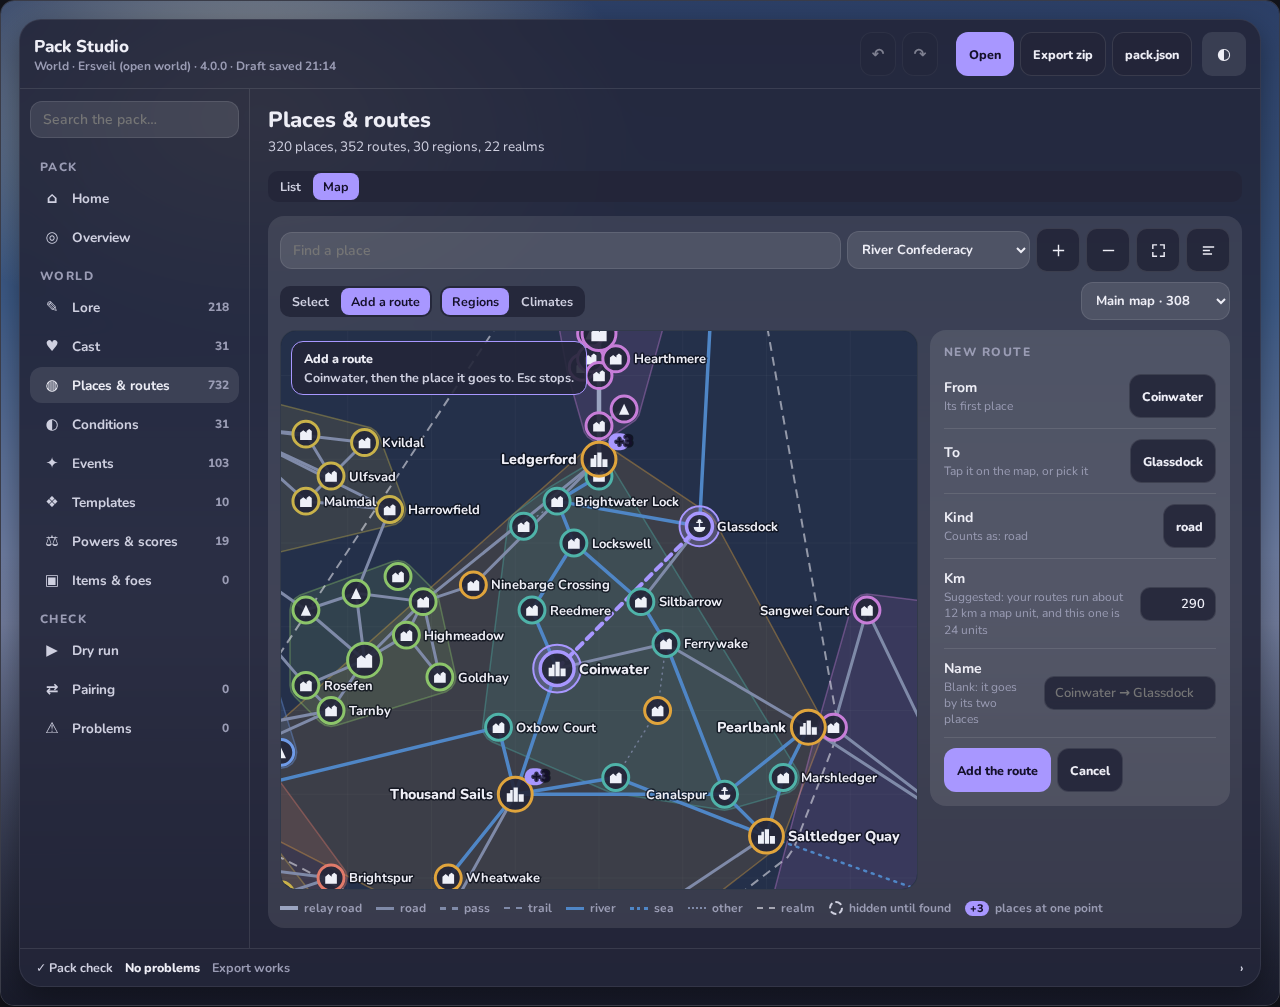 Pack Studio
World · Ersveil (open world) · 4.0.0 · Draft saved 21:14
Open
Export zip
pack.json
Search the pack...
PACK
Home
Overview
WORLD
Lore 218
Cast 31
Places & routes 732
Conditions 31
Events 103
Templates 10
Powers & scores 19
Items & foes 0
CHECK
Dry run
Pairing 0
Problems 0
Places & routes
320 places, 352 routes, 30 regions, 22 realms
List
Map
Find a place
River Confederacy
Select
Add a route
Regions
Climates
Main map · 308
Add a route
Coinwater, then the place it goes to. Esc stops.
Hearthmere
Kvildal
Ledgerford
+3
Ulfsvad
Malmdal
Brightwater Lock
Harrowfield
Glassdock
Lockswell
Ninebarge Crossing
Reedmere
Siltbarrow
Sangwei Court
Highmeadow
Ferrywake
Coinwater
Goldhay
Rosefen
Tarnby
Oxbow Court
Pearlbank
+3
Marshledger
Thousand Sails
Canalspur
Saltledger Quay
Brightspur
Wheatwake
relay road
road
pass
trail
river
sea
other
realm
hidden until found
+3
places at one point
NEW ROUTE
From
Its first place
Coinwater
To
Tap it on the map, or pick it
Glassdock
Kind
Counts as: road
road
Km
Suggested: your routes run about
12 km a map unit, and this one is
24 units
290
Name
Blank: it goes
by its two
places
Coinwater → Glassdock
Add the route
Cancel
✓ Pack check
No problems
Export works